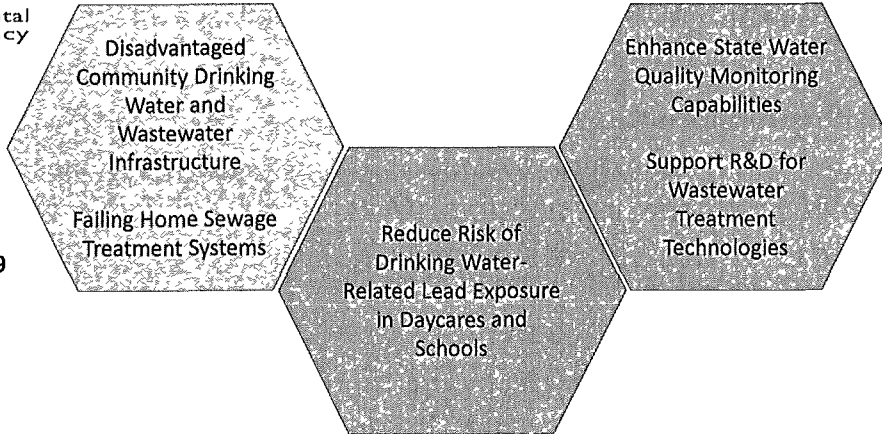 tal
cy
Disadvantaged
Community Drinking
Water and
Wastewater
Infrastructure
Failing Home Sewage
Treatment Systems
9
Reduce Risk of
Drinking Water-
Related Lead Exposure
in Daycares and
Schools
Enhance State Water
Quality Monitoring
Capabilities
Support R&D for
Wastewater
Treatment
Technologies